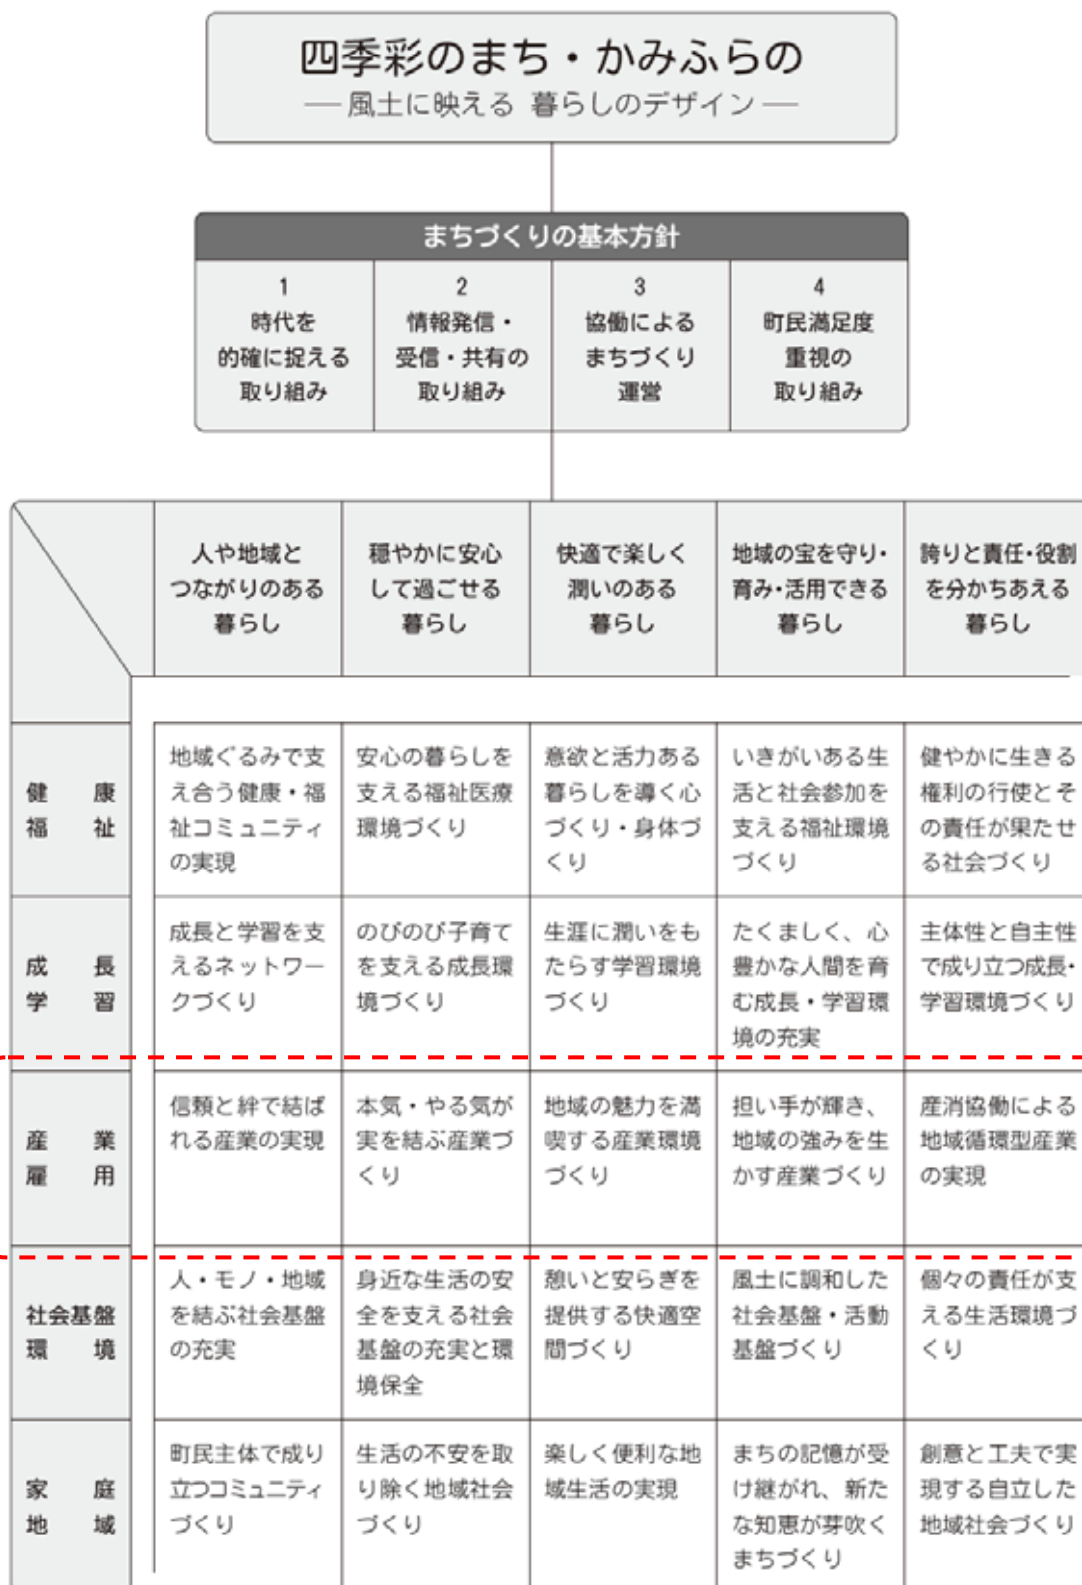 四季彩のまち・かみふらの
― 風土に映える 暮らしのデザイン ―
まちづくりの基本方針
1
時代を
的確に捉える
取り組み
2
情報発信・
受信・共有の
取り組み
3
協働による
まちづくり
運営
4
町民満足度
重視の
取り組み
人や地域と
つながりのある
暮らし
穏やかに安心
して過ごせる
暮らし
快適で楽しく
潤いのある
暮らし
地域の宝を守り・
育み・活用できる
暮らし
誇りと責任・役割
を分かちあえる
暮らし
健 康
福 祉
地域ぐるみで支
え合う健康・福
祉コミュニティ
の実現
安心の暮らしを
支える福祉医療
環境づくり
意欲と活力ある
暮らしを導く心
づくり・身体づ
くり
いきがいある生
活と社会参加を
支える福祉環境
づくり
健やかに生きる
権利の行使とそ
の責任が果たせ
る社会づくり
成 長
学 習
成長と学習を支
えるネットワー
クづくり
のびのび子育て
を支える成長環
境づくり
生涯に潤いをも
たらす学習環境
づくり
たくましく、心
豊かな人間を育
む成長・学習環
境の充実
主体性と自主性
で成り立つ成長・
学習環境づくり
産 業
雇 用
信頼と絆で結ば
れる産業の実現
本気・やる気が
実を結ぶ産業づ
くり
地域の魅力を満
喫する産業環境
づくり
担い手が輝き、
地域の強みを生
かす産業づくり
産消協働による
地域循環型産業
の実現
社会基盤
環 境
人・モノ・地域
を結ぶ社会基盤
の充実
身近な生活の安
全を支える社会
基盤の充実と環
境保全
憩いと安らぎを
提供する快適空
間づくり
風土に調和した
社会基盤・活動
基盤づくり
個々の責任が支
える生活環境づ
くり
家 庭
地 域
町民主体で成り
立つコミュニティ
づくり
生活の不安を取
り除く地域社会
づくり
楽しく便利な地
域生活の実現
まちの記憶が受
け継がれ、新た
な知恵が芽吹く
まちづくり
創意と工夫で実
現する自立した
地域社会づくり